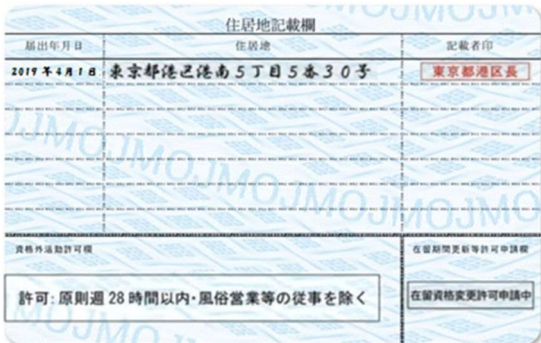 住居地記載欄
届出年月日 住居地 記載者印
2019年4月1日 東京都港区港南5丁目5番30号 東京都港区長
資格外活動許可欄 在留期間更新等許可申請欄
許可:原則週28時間以内・風俗営業等の従事を除く 在留資格変更許可申請中
MOJMOJMOJMOJMO